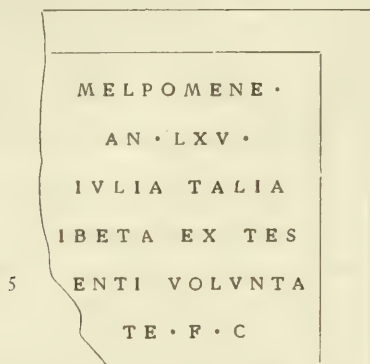 MELPOMENE ·
AN · LXV ·
IVLIA TALIA
IBETA EX TES
5 ENTI VOLVNTA
TE · F · C